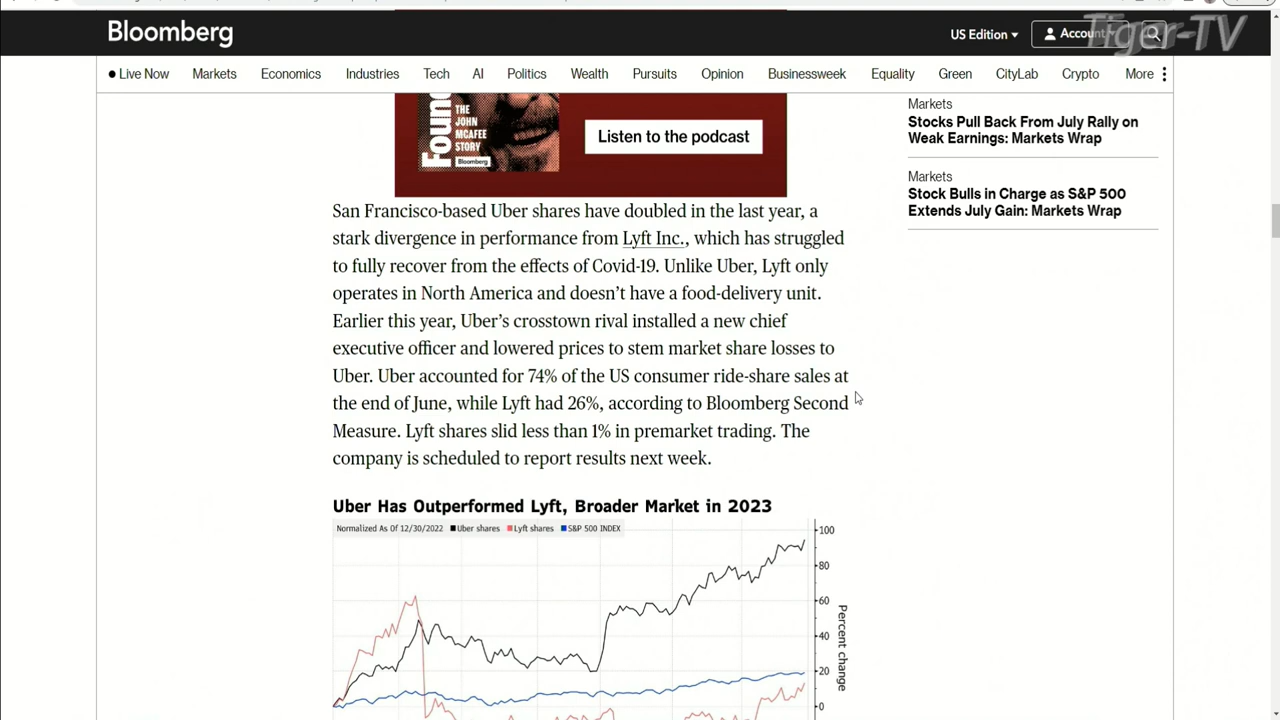 Bloomberg
US Edition
Account
Tiger-TV
Live Now Markets Economics Industries Tech AI Politics Wealth Pursuits Opinion Businessweek Equality Green CityLab Crypto More
Foun
THE
JOHN
MCAFEE
STORY
Bloomberg
Listen to the podcast
Markets
Stocks Pull Back From July Rally on
Weak Earnings: Markets Wrap
Markets
Stock Bulls in Charge as S&P 500
Extends July Gain: Markets Wrap
San Francisco-based Uber shares have doubled in the last year, a
stark divergence in performance from Lyft Inc., which has struggled
to fully recover from the effects of Covid-19. Unlike Uber, Lyft only
operates in North America and doesn’t have a food-delivery unit.
Earlier this year, Uber’s crosstown rival installed a new chief
executive officer and lowered prices to stem market share losses to
Uber. Uber accounted for 74% of the US consumer ride-share sales at
the end of June, while Lyft had 26%, according to Bloomberg Second
Measure. Lyft shares slid less than 1% in premarket trading. The
company is scheduled to report results next week.
Uber Has Outperformed Lyft, Broader Market in 2023
Normalized As Of 12/30/2022 Uber shares Lyft shares S&P 500 INDEX
100
80
60
40
20
0
Percent change